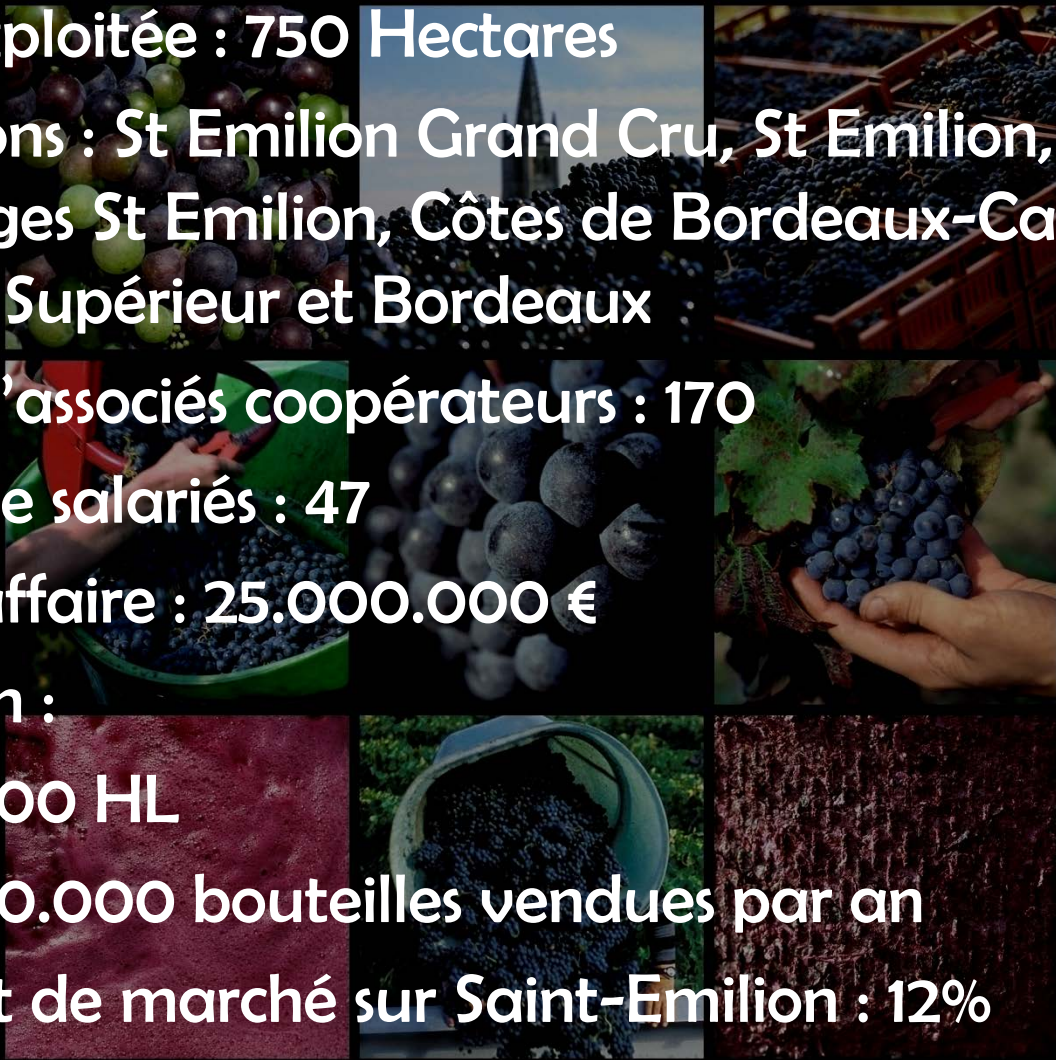 ploitée : 750 Hectares
ons : St Emilion Grand Cru, St Emilion,
ges St Emilion, Côtes de Bordeaux-Ca
Supérieur et Bordeaux
’associés coopérateurs : 170
e salariés : 47
affaire : 25.000.000 €
n :
00 HL
0.000 bouteilles vendues par an
t de marché sur Saint-Emilion : 12%